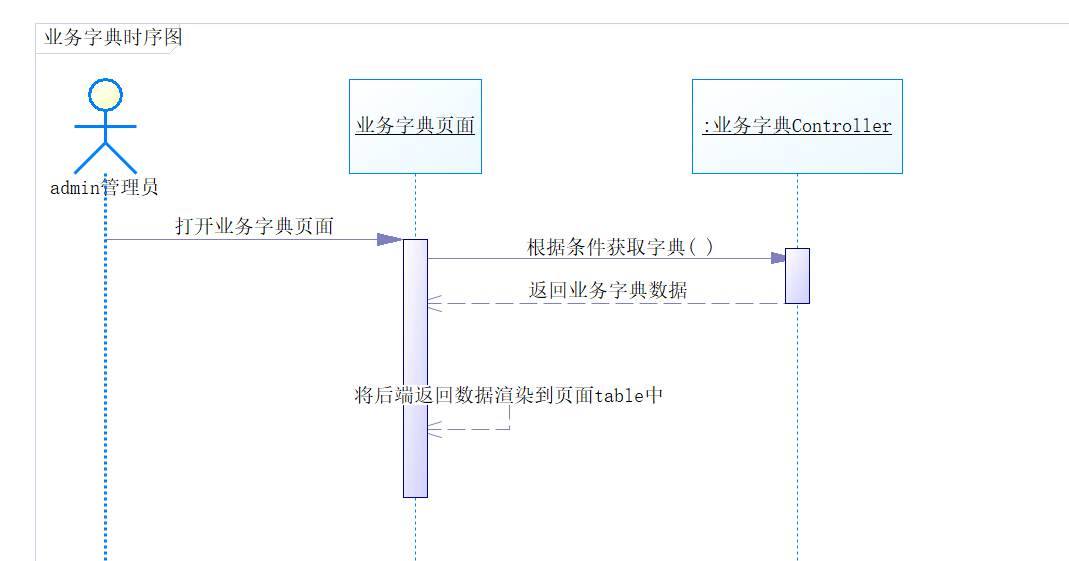 业务字典时序图
业务字典页面
:业务字典Controller
admin管理员
打开业务字典页面
根据条件获取字典( )
返回业务字典数据
将后端返回数据渲染到页面table中